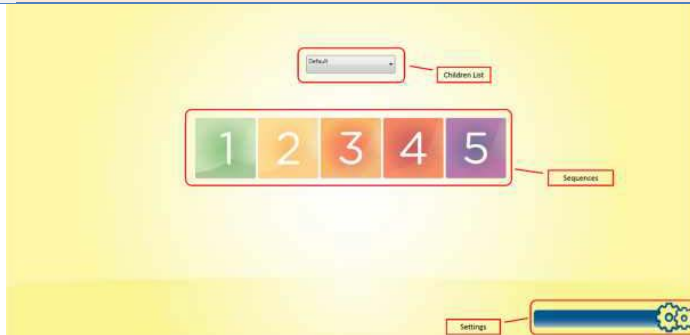 Default
Children List
1 2 3 4 5
Sequences
Settings